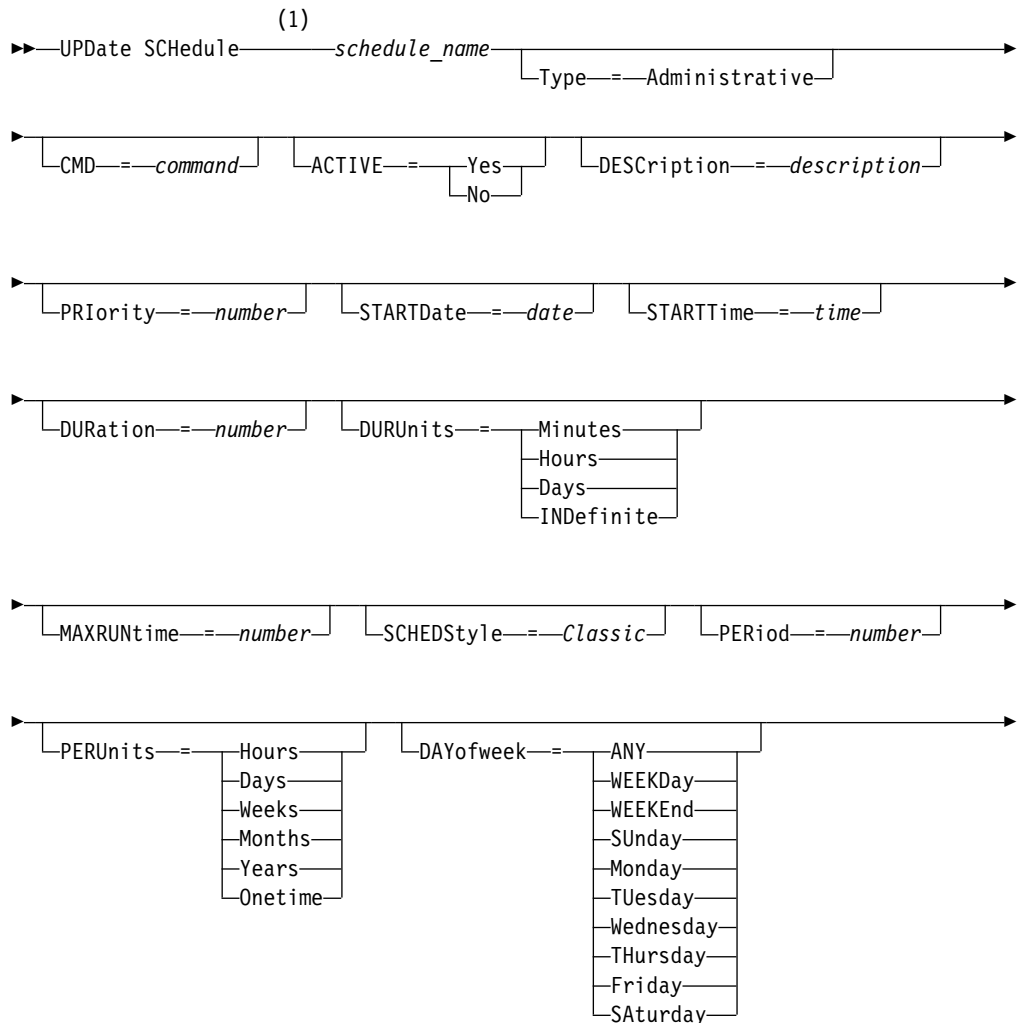 (1)
UPDate SCHedule schedule_name
Type = Administrative
CMD = command ACTIVE = Yes DESCription = description
No
PRIority = number STARTDate = date STARTTime = time
DURation = number DURUnits = Minutes
Hours
Days
INDefinite
MAXRUNtime = number SCHEDStyle = Classic PERiod = number
PERUnits = Hours DAYofweek = ANY
Days WEEKDay
Weeks WEEKEnd
Months SUnday
Years Monday
Onetime TUesday
Wednesday
THursday
Friday
SAturday